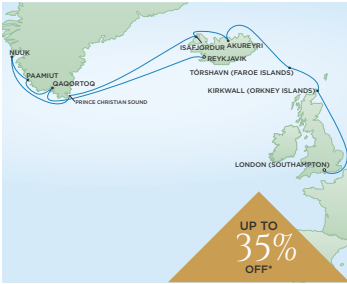 NUUK
PAAMIUT
QAQORTOQ
PRINCE CHRISTIAN SOUND
ISAFJORDUR
AKUREYRI
REYKJAVIK
TÓRSHAVN (FAROE ISLANDS)
KIRKWALL (ORKNEY ISLANDS)
LONDON (SOUTHAMPTON)
UP TO
35%
OFF*